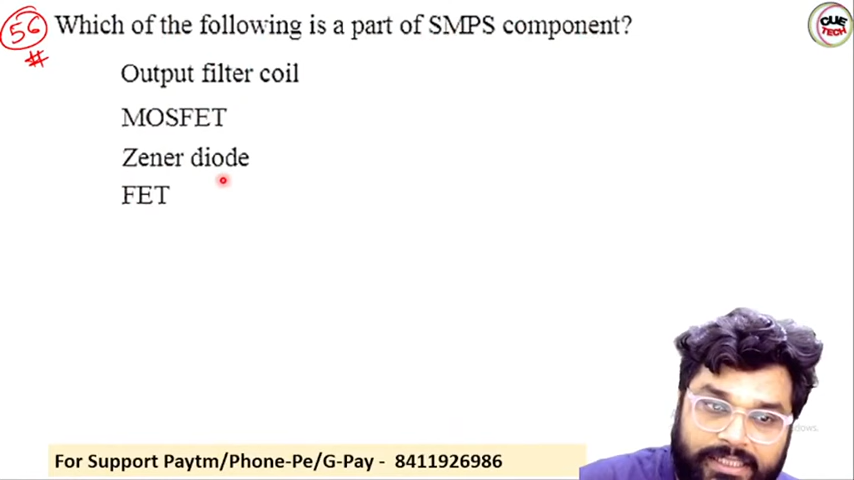 56 Which of the following is a part of SMPS component?
#
Output filter coil
MOSFET
Zener diode
FET
CUE
TECH
dows.
For Support Paytm/Phone-Pe/G-Pay - 8411926986